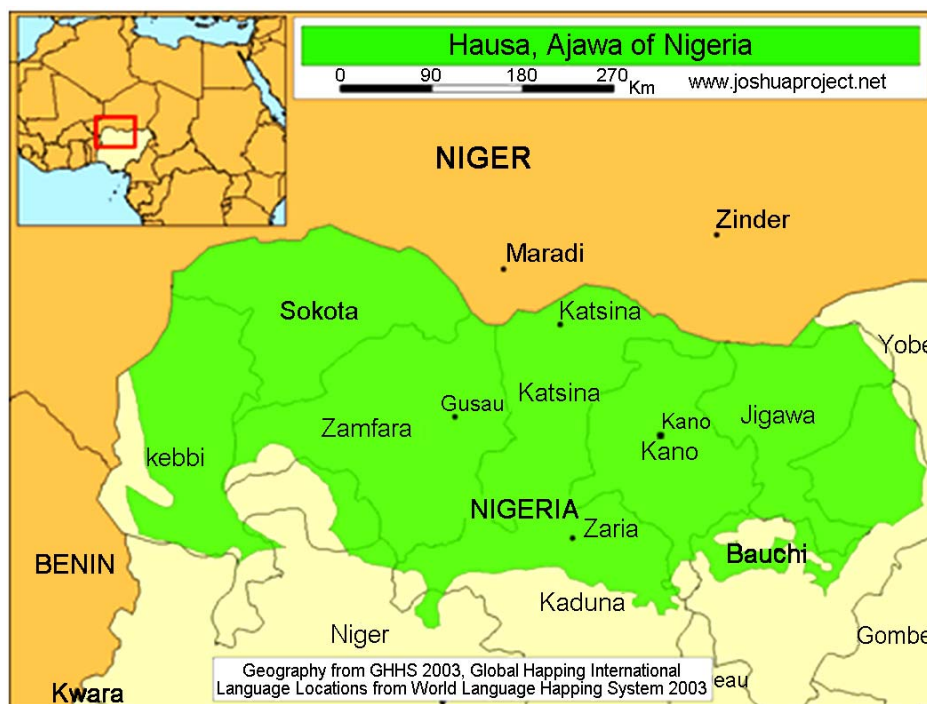 Hausa, Ajawa of Nigeria
0 90 180 270
Km
www.joshuaproject.net
NIGER
Zinder
Maradi
Sokota
Katsina
Yobe
Katsina
Gusau
Zamfara
Kano
Jigawa
Kano
kebbi
NIGERIA
Zaria
Bauchi
BENIN
Kaduna
Niger
Gombe
Geography from GHHS 2003, Global Happing International
Language Locations from World Language Happing System 2003
eau
Kwara